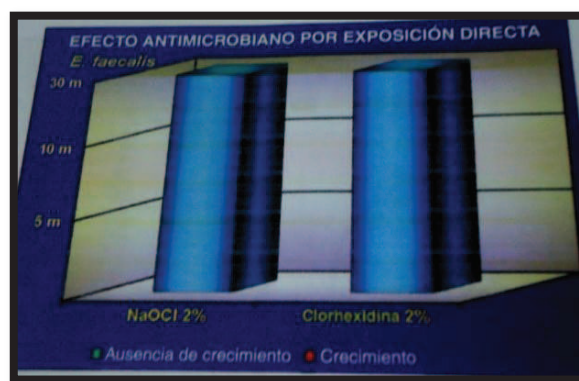 EFECTO ANTIMICROBIANO POR EXPOSICIÓN DIRECTA
E. faecalis
30 m
10 m
5 m
NaOCl 2%
Clorhexidina 2%
Ausencia de crecimiento
Crecimiento